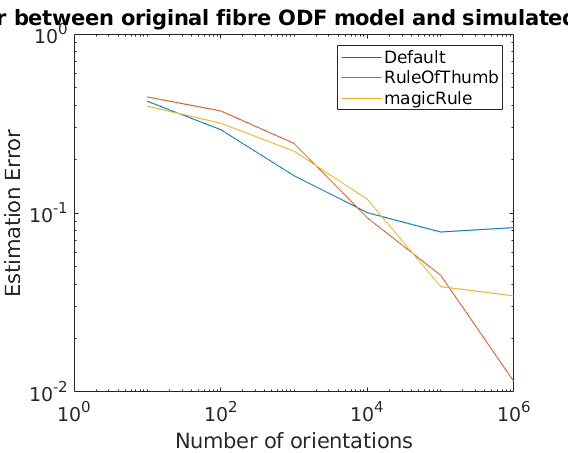 r between original fibre ODF model and simulated
10^0
10^-1
10^-2
Estimation Error
Default
RuleOfThumb
magicRule
10^0 10^2 10^4 10^6
Number of orientations